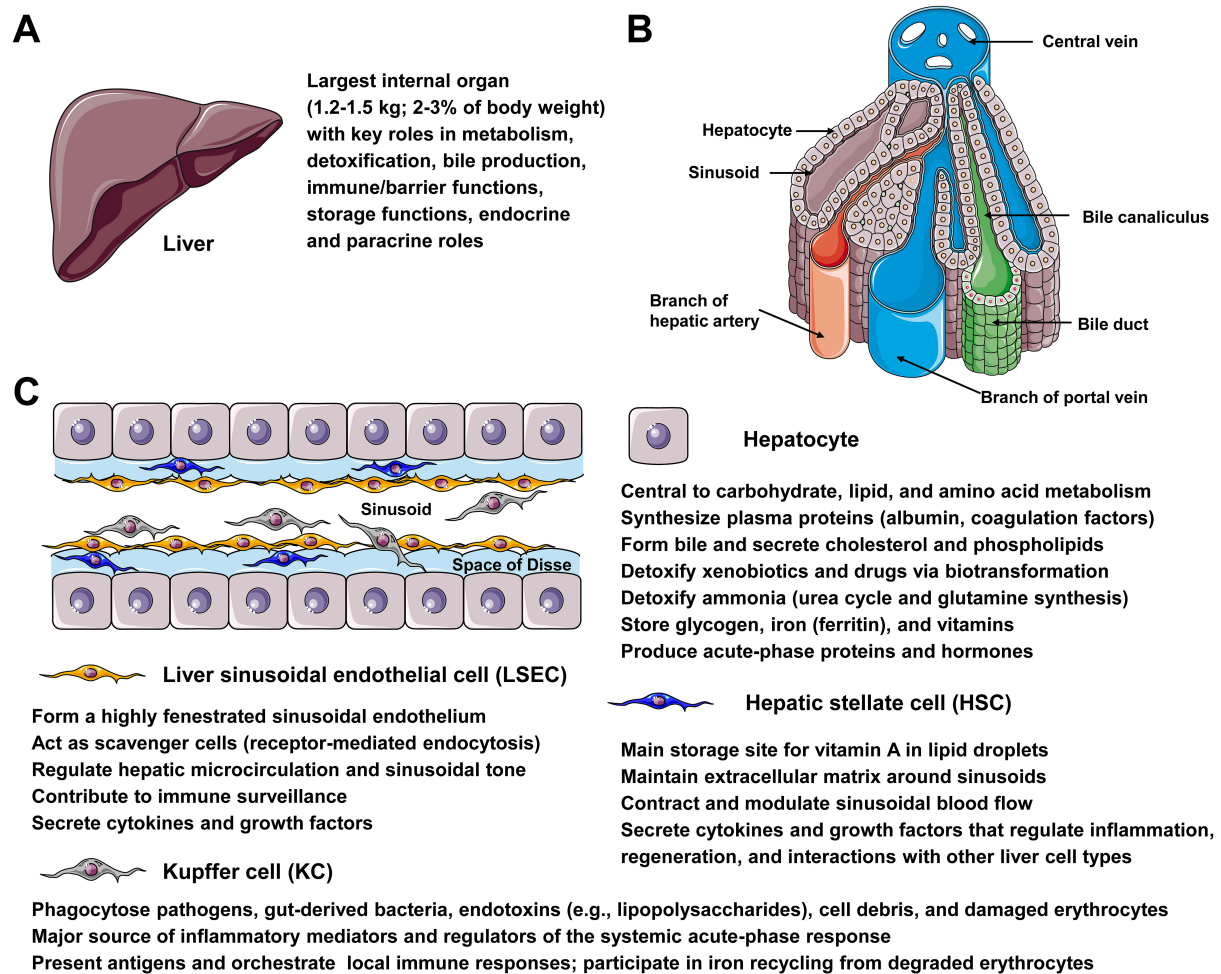 A
Largest internal organ
(1.2-1.5 kg; 2-3% of body weight)
with key roles in metabolism,
detoxification, bile production,
immune/barrier functions,
storage functions, endocrine
and paracrine roles
Liver
B
Central vein
Hepatocyte
Sinusoid
Bile canaliculus
Branch of
hepatic artery
Bile duct
Branch of portal vein
C
Sinusoid
Space of Disse
Hepatocyte
Central to carbohydrate, lipid, and amino acid metabolism
Synthesize plasma proteins (albumin, coagulation factors)
Form bile and secrete cholesterol and phospholipids
Detoxify xenobiotics and drugs via biotransformation
Detoxify ammonia (urea cycle and glutamine synthesis)
Store glycogen, iron (ferritin), and vitamins
Produce acute-phase proteins and hormones
Liver sinusoidal endothelial cell (LSEC)
Form a highly fenestrated sinusoidal endothelium
Act as scavenger cells (receptor-mediated endocytosis)
Regulate hepatic microcirculation and sinusoidal tone
Contribute to immune surveillance
Secrete cytokines and growth factors
Hepatic stellate cell (HSC)
Main storage site for vitamin A in lipid droplets
Maintain extracellular matrix around sinusoids
Contract and modulate sinusoidal blood flow
Secrete cytokines and growth factors that regulate inflammation,
regeneration, and interactions with other liver cell types
Kupffer cell (KC)
Phagocytose pathogens, gut-derived bacteria, endotoxins (e.g., lipopolysaccharides), cell debris, and damaged erythrocytes
Major source of inflammatory mediators and regulators of the systemic acute-phase response
Present antigens and orchestrate  local immune responses; participate in iron recycling from degraded erythrocytes